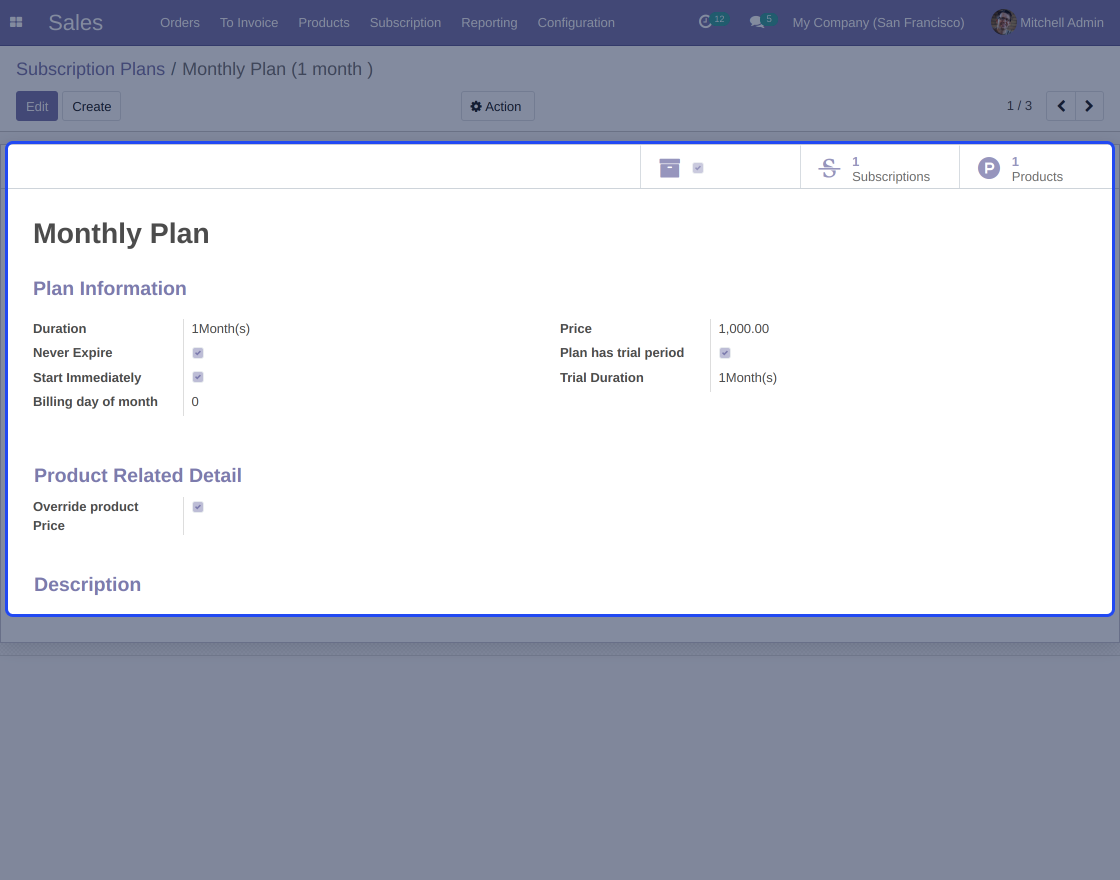 Sales Orders To Invoice Products Subscription Reporting Configuration 12 5 My Company (San Francisco) Mitchell Admin
Subscription Plans / Monthly Plan (1 month )
Edit Create Action 1 / 3
1
Subscriptions
1
Products
Monthly Plan
Plan Information
Duration 1Month(s)
Never Expire
Start Immediately
Billing day of month 0
Price 1,000.00
Plan has trial period
Trial Duration 1Month(s)
Product Related Detail
Override product
Price
Description